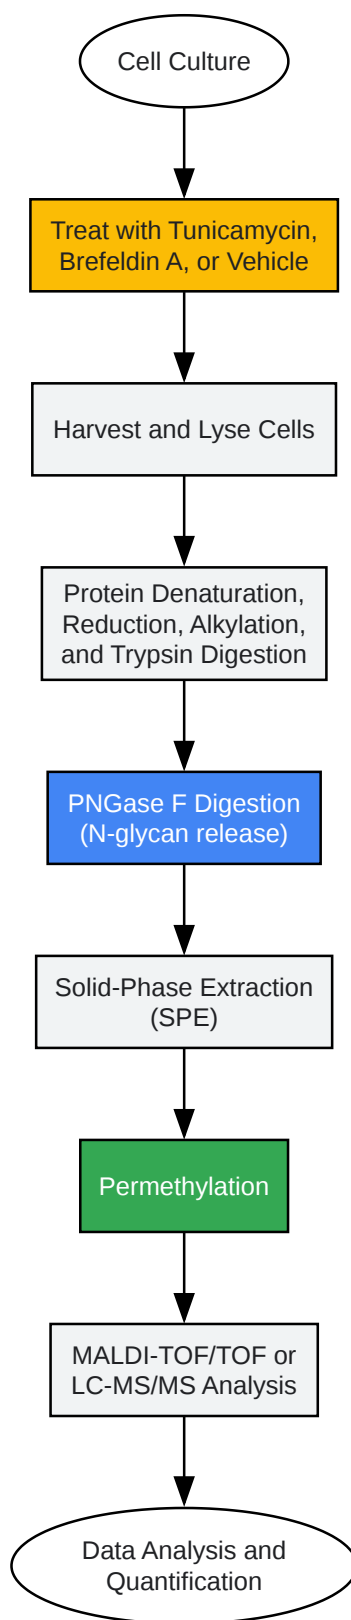 Cell Culture
Treat with Tunicamycin,
Brefeldin A, or Vehicle
Harvest and Lyse Cells
Protein Denaturation,
Reduction, Alkylation,
and Trypsin Digestion
PNGase F Digestion
(N-glycan release)
Solid-Phase Extraction
(SPE)
Permethylation
MALDI-TOF/TOF or
LC-MS/MS Analysis
Data Analysis and
Quantification